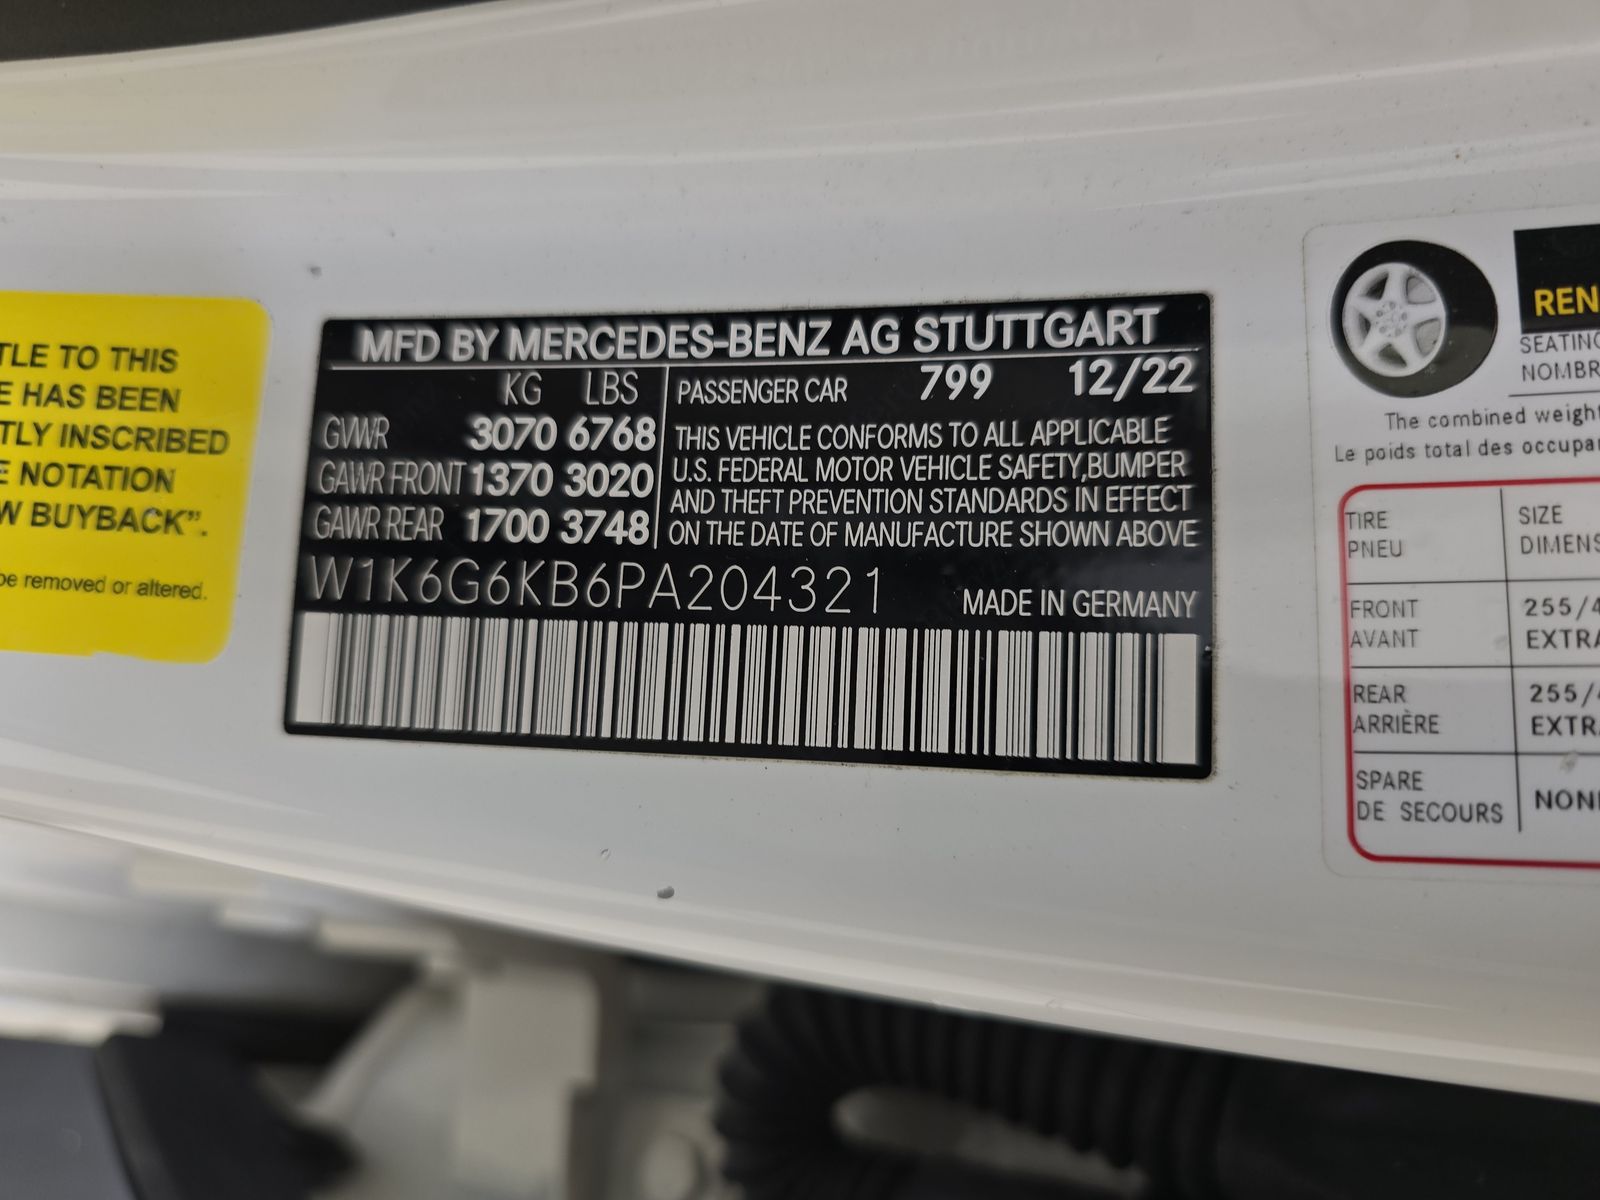 TLE TO THIS
E HAS BEEN
TLY INSCRIBED
E NOTATION
W BUYBACK".
be removed or altered.
MFD BY MERCEDES-BENZ AG STUTTGART
KG LBS
GVWR 3070 6768
GAWR FRONT 1370 3020
GAWR REAR 1700 3748
PASSENGER CAR 799 12/22
THIS VEHICLE CONFORMS TO ALL APPLICABLE
U.S. FEDERAL MOTOR VEHICLE SAFETY,BUMPER
AND THEFT PREVENTION STANDARDS IN EFFECT
ON THE DATE OF MANUFACTURE SHOWN ABOVE
W1K6G6KB6PA204321
MADE IN GERMANY
REN
SEATING
NOMBR
The combined weight
Le poids total des occupa
TIRE SIZE
PNEU DIMENS
FRONT 255/4
AVANT EXTRA
REAR 255/4
ARRIÈRE EXTRA
SPARE NONE
DE SECOURS